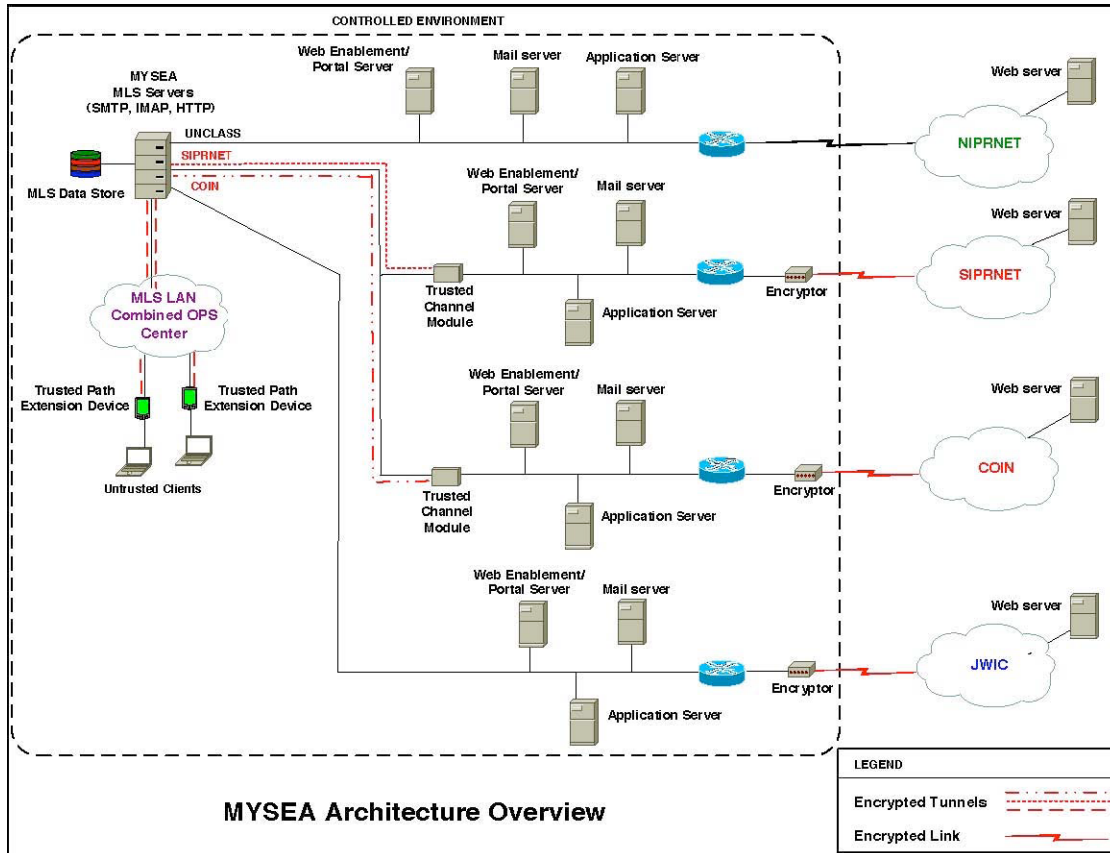 CONTROLLED ENVIRONMENT
Web Enablement/
Portal Server
Mail server
Application Server
Web server
MYSEA
MLS Servers
(SMTP, IMAP, HTTP)
UNCLASS
NIPRNET
SIPRNET
COIN
MLS Data Store
Web Enablement/
Portal Server
Mail server
Web server
Trusted
Channel
Module
Application Server
Encryptor
SIPRNET
MLS LAN
Combined OPS
Center
Trusted Path
Extension Device
Trusted Path
Extension Device
Untrusted Clients
Web Enablement/
Portal Server
Mail server
Web server
Trusted
Channel
Module
Application Server
Encryptor
COIN
Web Enablement/
Portal Server
Mail server
Web server
Application Server
Encryptor
JWIC
MYSEA Architecture Overview
LEGEND
Encrypted Tunnels
Encrypted Link